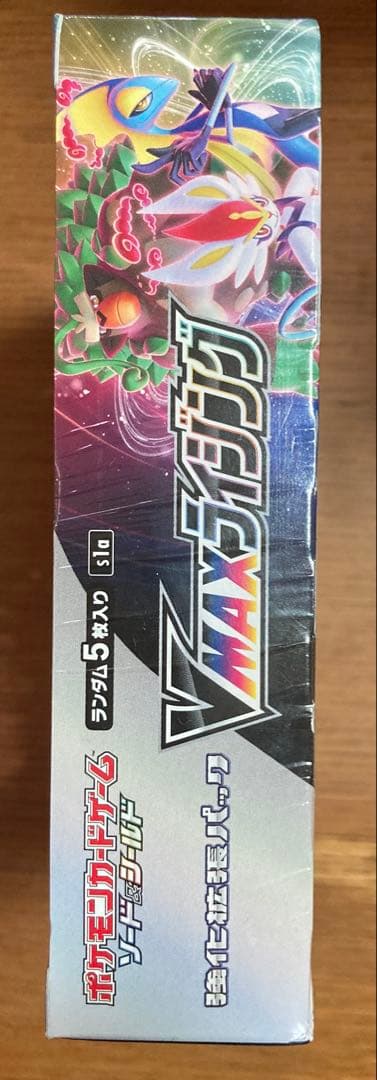 ポケモンカードゲーム
ソード&シールド
ランダム5枚入り
s1a
強化拡張パック
VMAXライジング